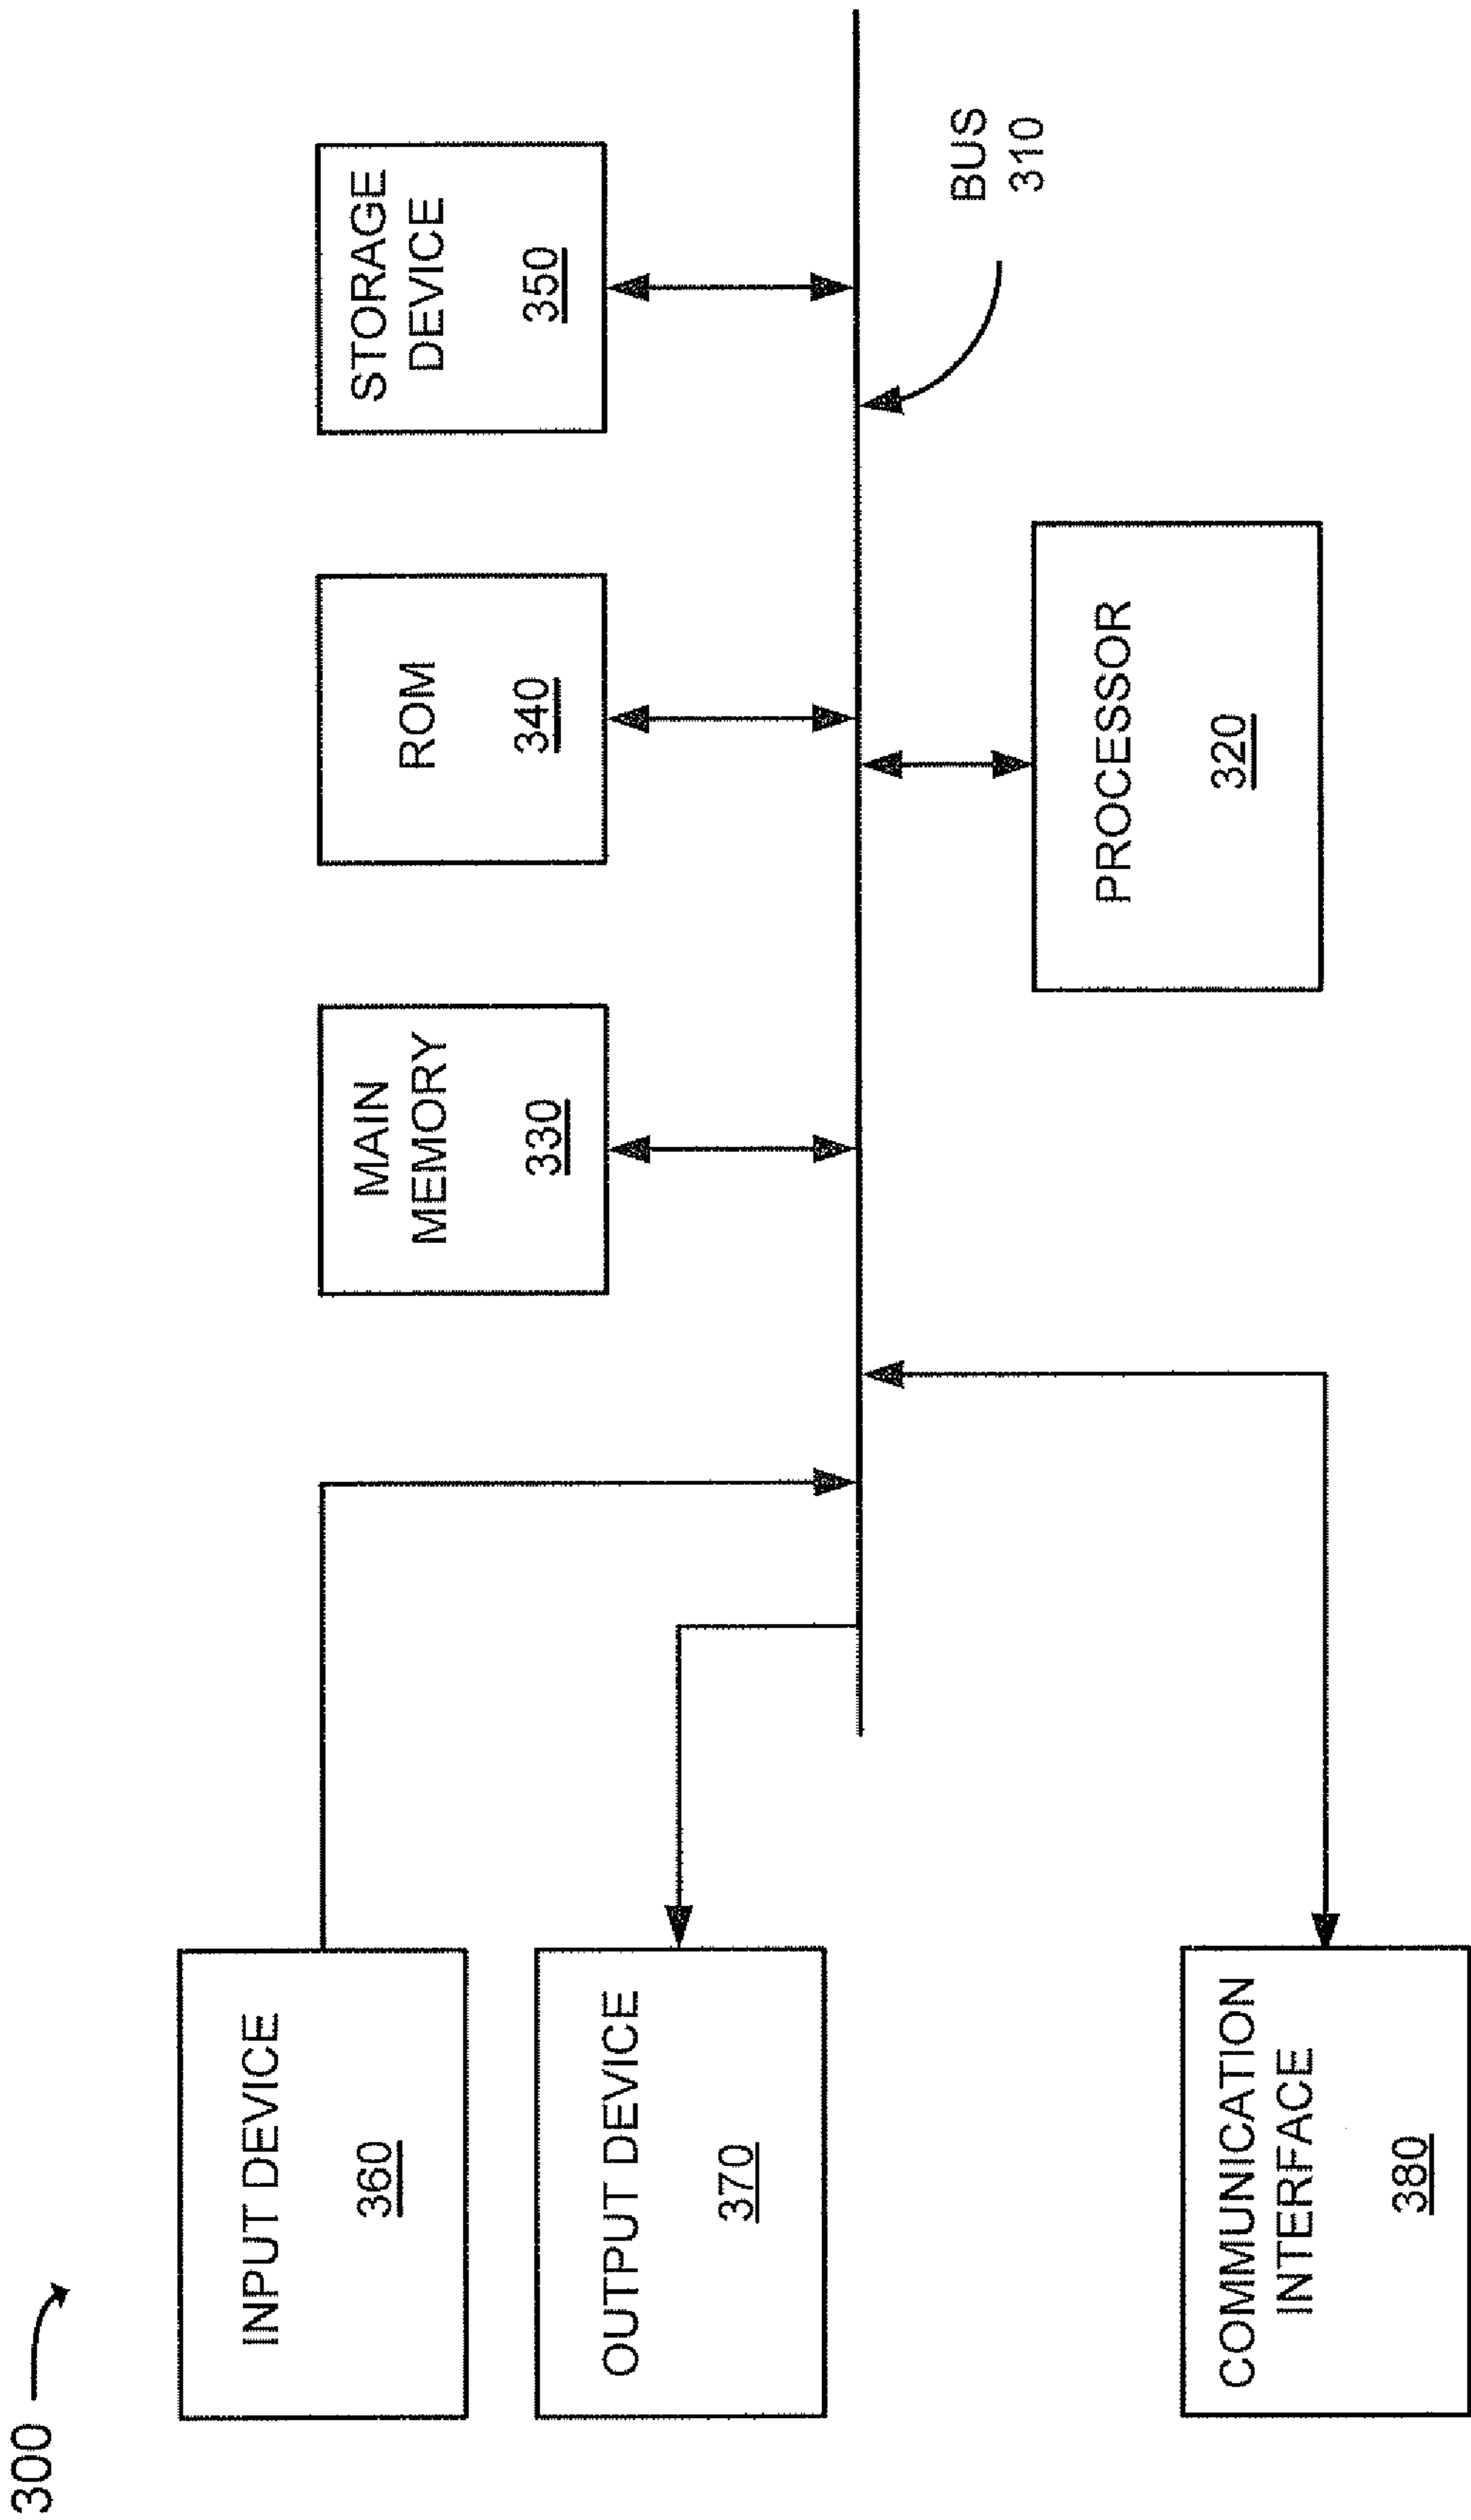 300
INPUT DEVICE
360
OUTPUT DEVICE
370
COMMUNICATION
INTERFACE
380
MAIN
MEMORY
330
ROM
340
STORAGE
DEVICE
350
PROCESSOR
320
BUS
310